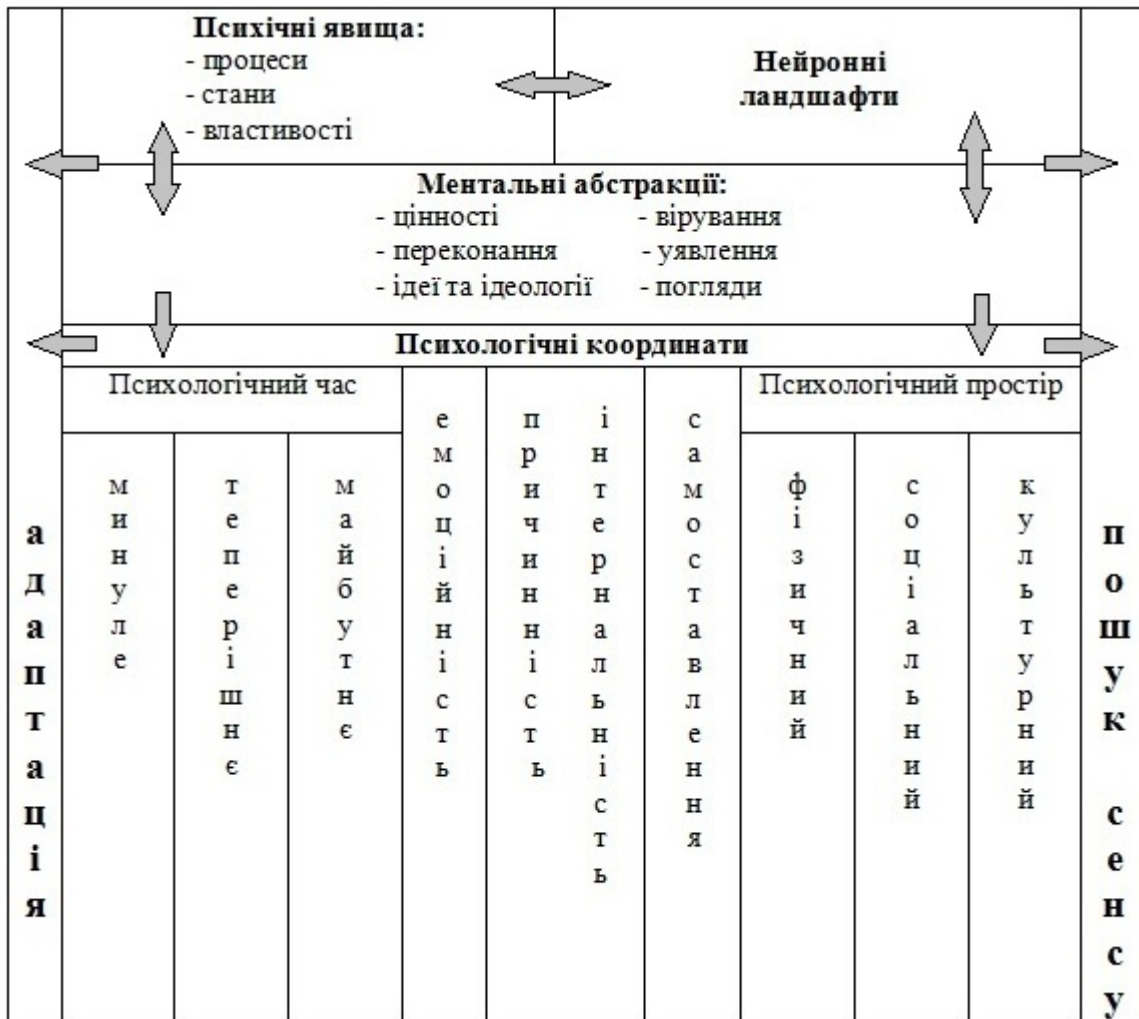 Психічні явища:
- процеси
- стани
- властивості
Нейронні
ландшафти
Ментальні абстракції:
- цінності - вірування
- переконання - уявлення
- ідеї та ідеології - погляди
Психологічні координати
Психологічний час
минуле
теперішнє
майбутнє
емоційність
причинність
інтернальність
самоставлення
Психологічний простір
фізичний
соціальний
культурний
адаптація
пошук сенсу